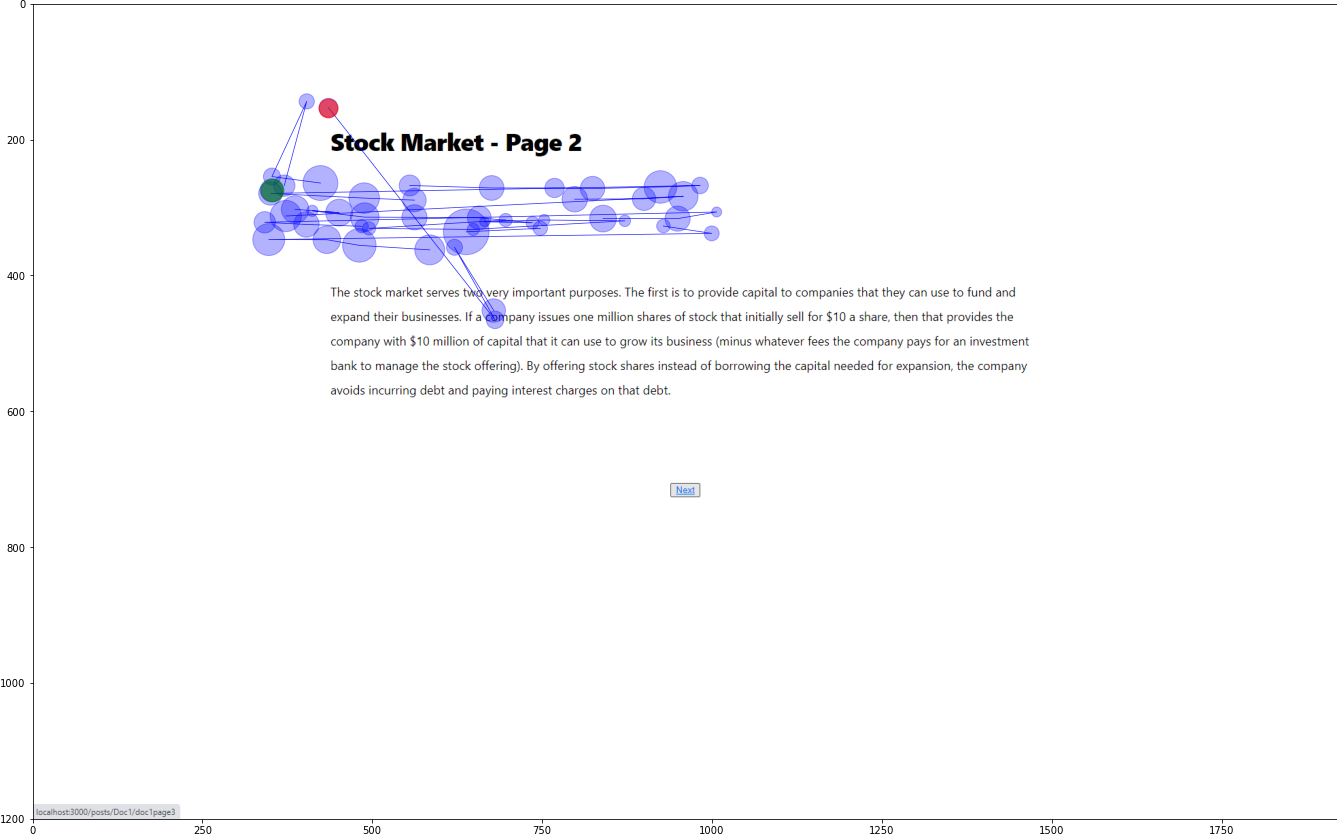 0
200
Stock Market - Page 2
400
The stock market serves two very important purposes. The first is to provide capital to companies that they can use to fund and
expand their businesses. If a company issues one million shares of stock that initially sell for $10 a share, then that provides the
company with $10 million of capital that it can use to grow its business (minus whatever fees the company pays for an investment
bank to manage the stock offering). By offering stock shares instead of borrowing the capital needed for expansion, the company
avoids incurring debt and paying interest charges on that debt.
600
Next
800
1000
localhost:3000/posts/Doc1/doc1page3
1200
0 250 500 750 1000 1250 1500 1750